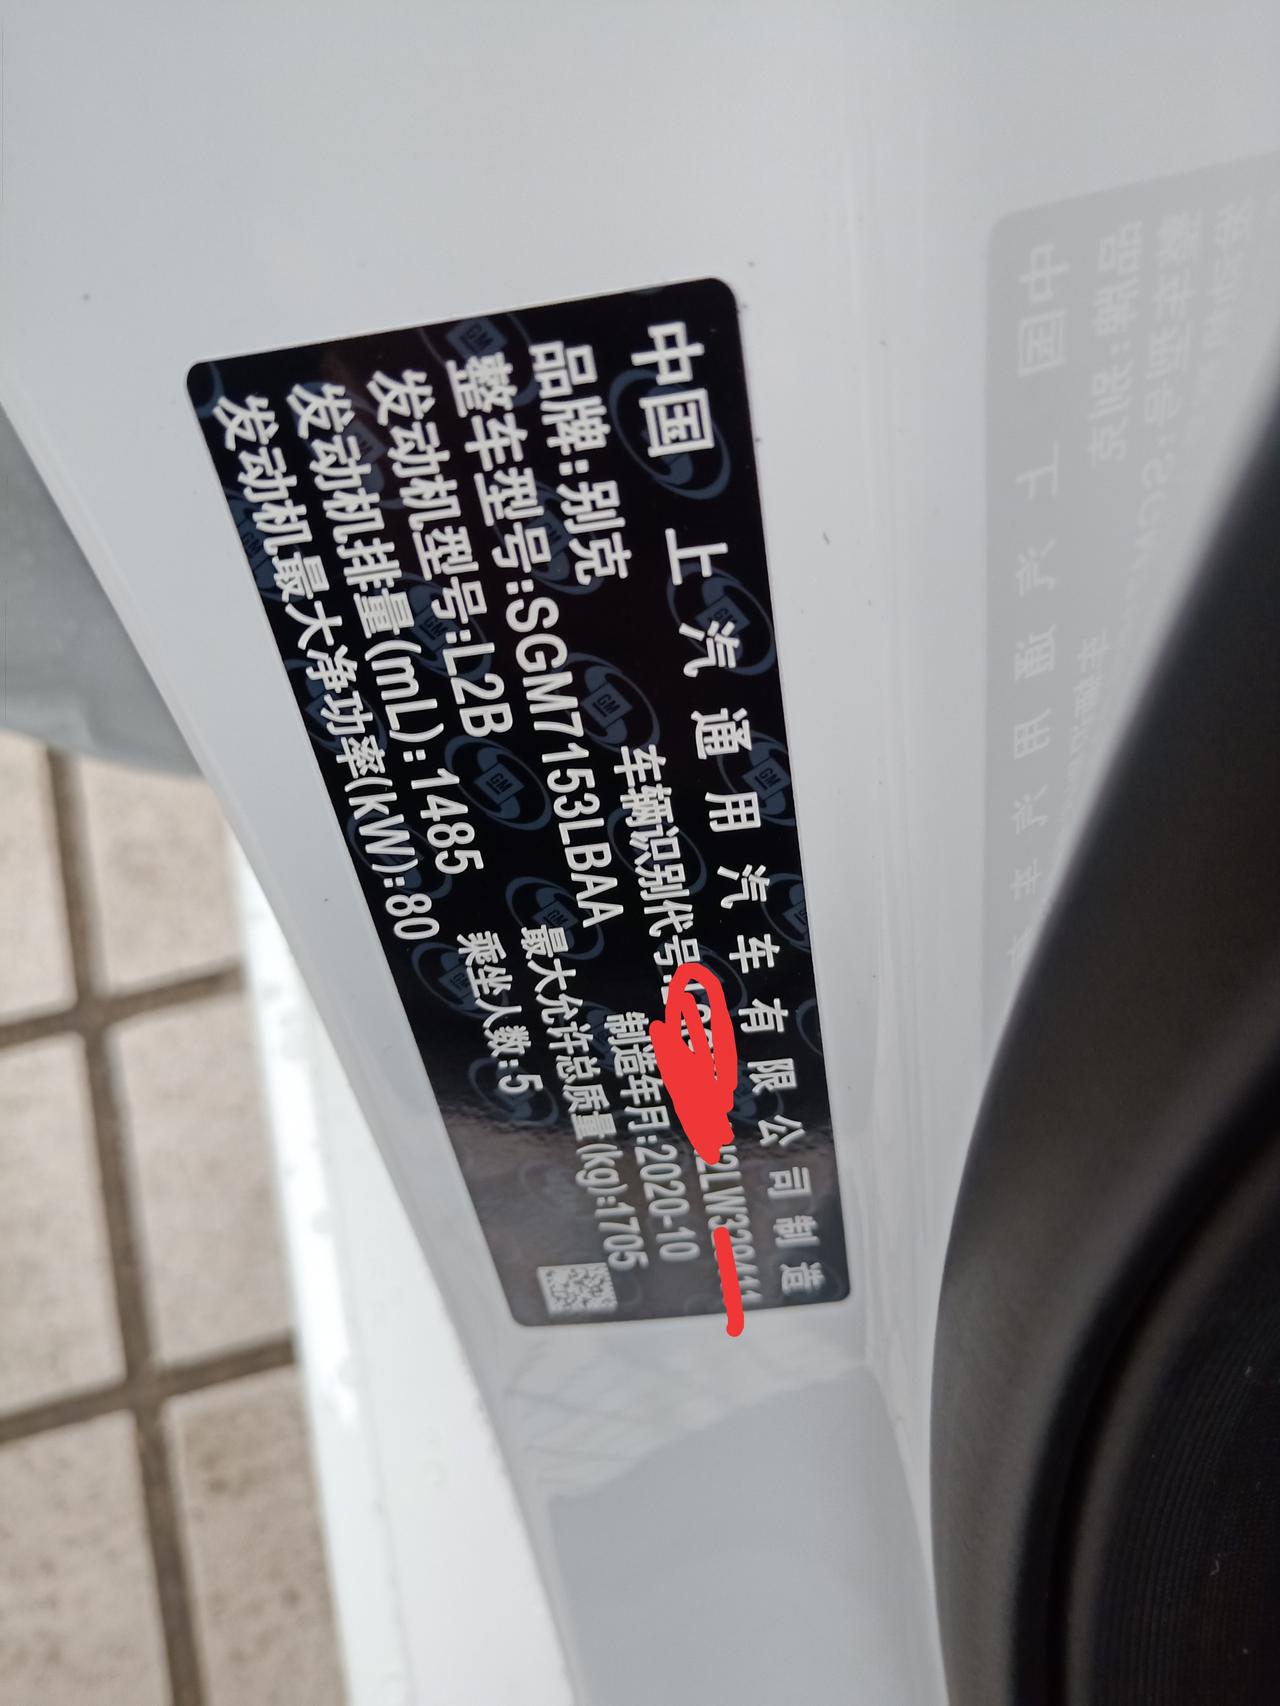 中国上汽通用汽车有限公司制造
品牌:别克 车辆识别代号:
整车型号:SGM7153LBAA 制造年月:2020-10
发动机型号:L2B 最大允许总质量(kg):1705
发动机排量(mL):1485 乘坐人数:5
发动机最大净功率(kW):80
GM